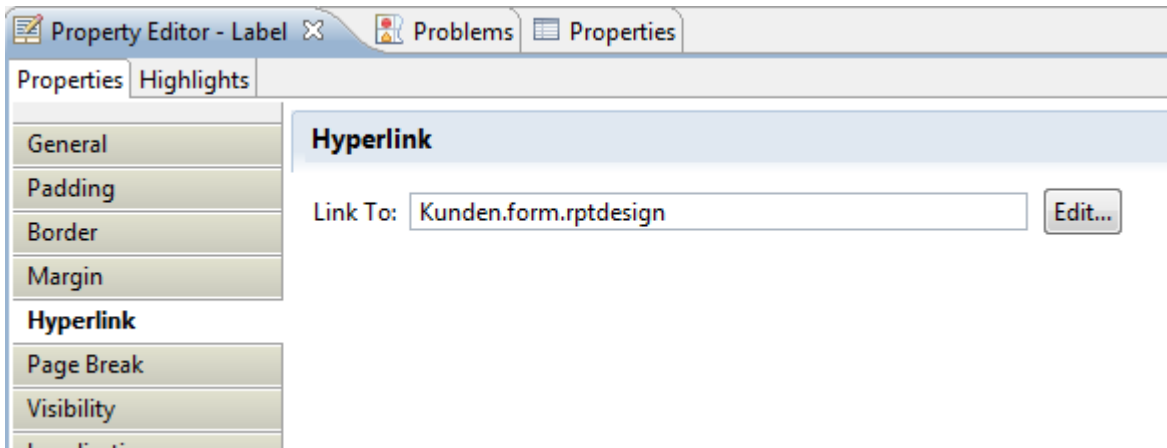 Property Editor - Label Problems Properties
Properties Highlights
General
Padding
Border
Margin
Hyperlink
Page Break
Visibility
Hyperlink
Link To: Kunden.form.rptdesign Edit...